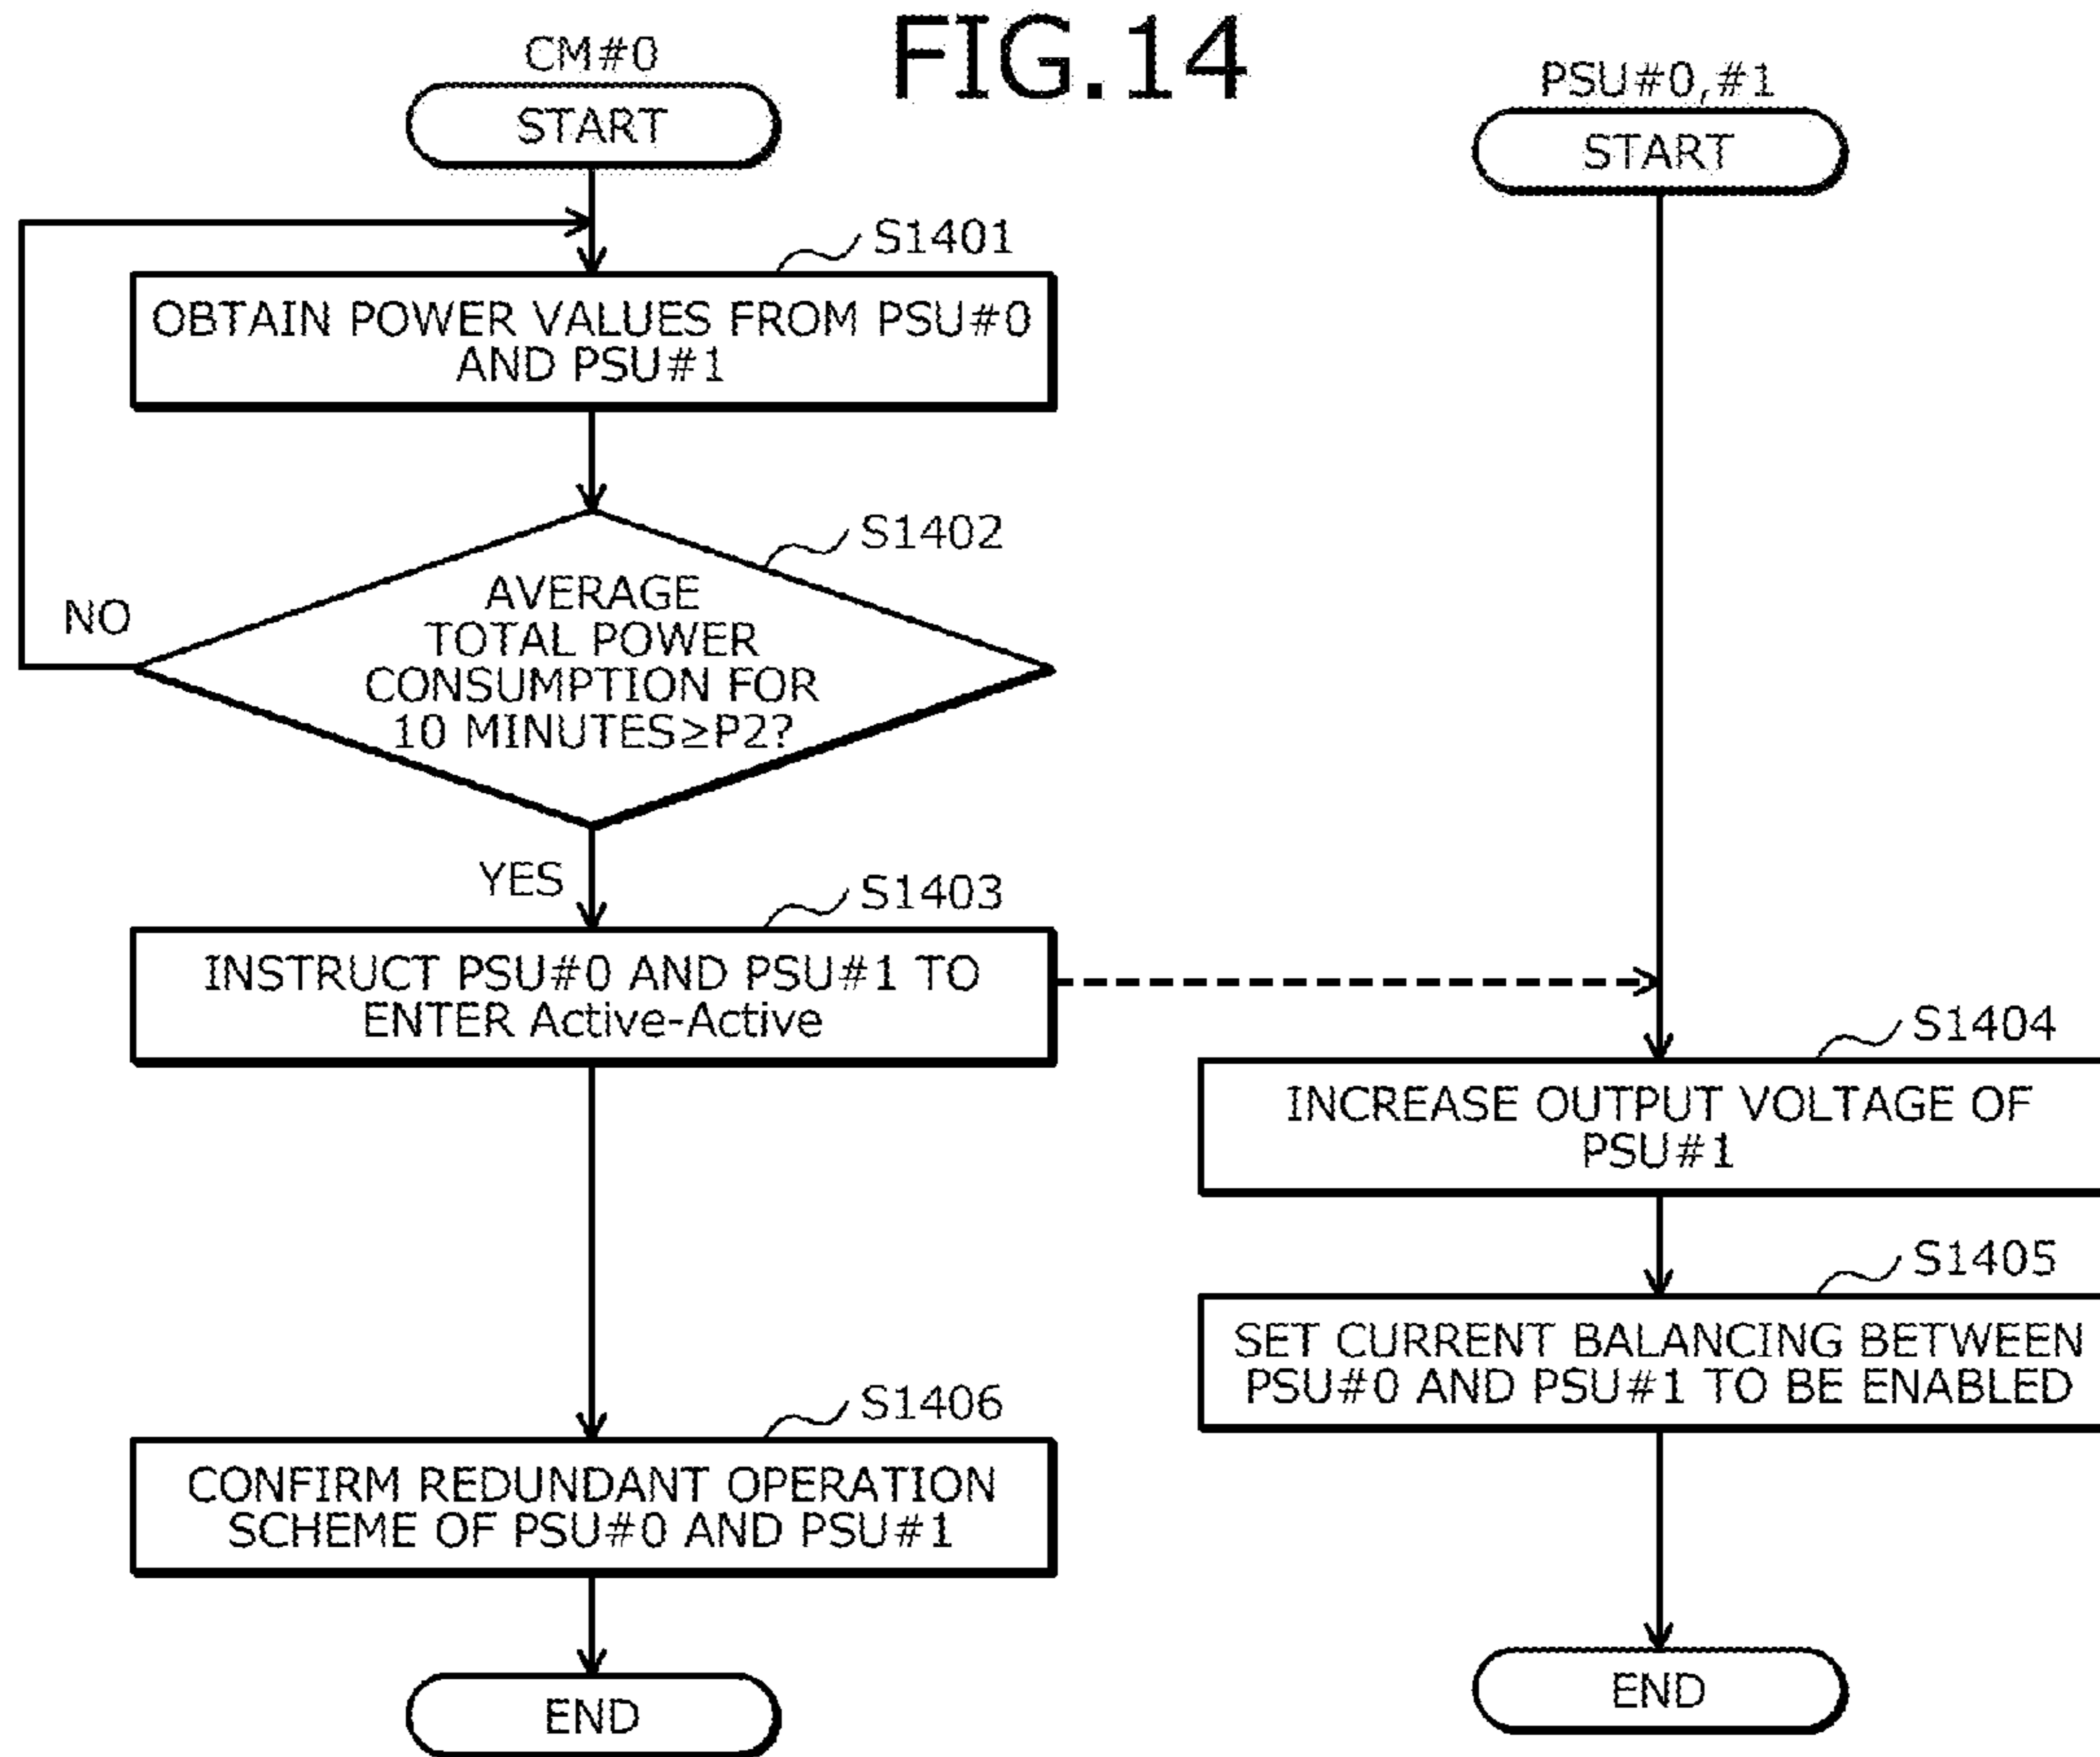 FIG.14
CM#0
START
S1401
OBTAIN POWER VALUES FROM PSU#0
AND PSU#1
S1402
AVERAGE
TOTAL POWER
CONSUMPTION FOR
10 MINUTES≥P2?
NO
YES
S1403
INSTRUCT PSU#0 AND PSU#1 TO
ENTER Active-Active
S1406
CONFIRM REDUNDANT OPERATION
SCHEME OF PSU#0 AND PSU#1
END
PSU#0,#1
START
S1404
INCREASE OUTPUT VOLTAGE OF
PSU#1
S1405
SET CURRENT BALANCING BETWEEN
PSU#0 AND PSU#1 TO BE ENABLED
END